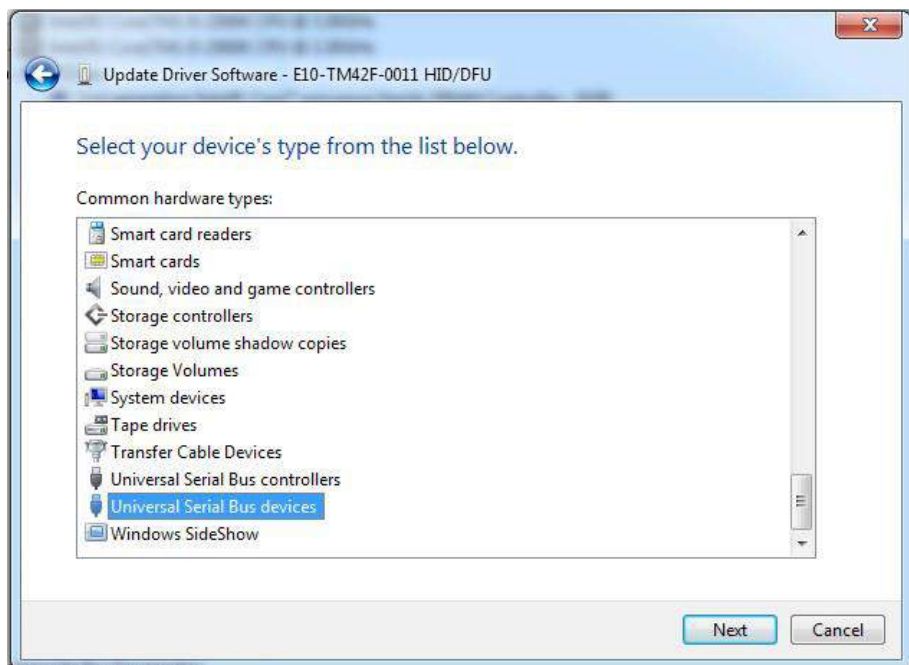 Update Driver Software - E10-TM42F-0011 HID/DFU
Select your device's type from the list below.
Common hardware types:
Smart card readers
Smart cards
Sound, video and game controllers
Storage controllers
Storage volume shadow copies
Storage Volumes
System devices
Tape drives
Transfer Cable Devices
Universal Serial Bus controllers
Universal Serial Bus devices
Windows SideShow
Next Cancel